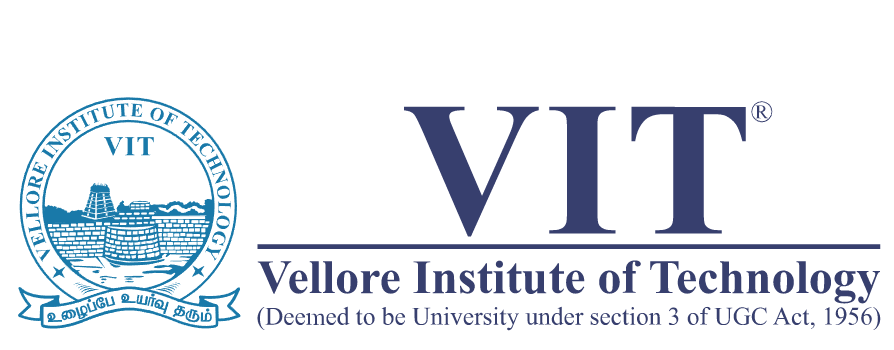 VELLORE INSTITUTE OF TECHNOLOGY
VIT
உழைப்பே உயர்வு தரும்
VIT®
Vellore Institute of Technology
(Deemed to be University under section 3 of UGC Act, 1956)